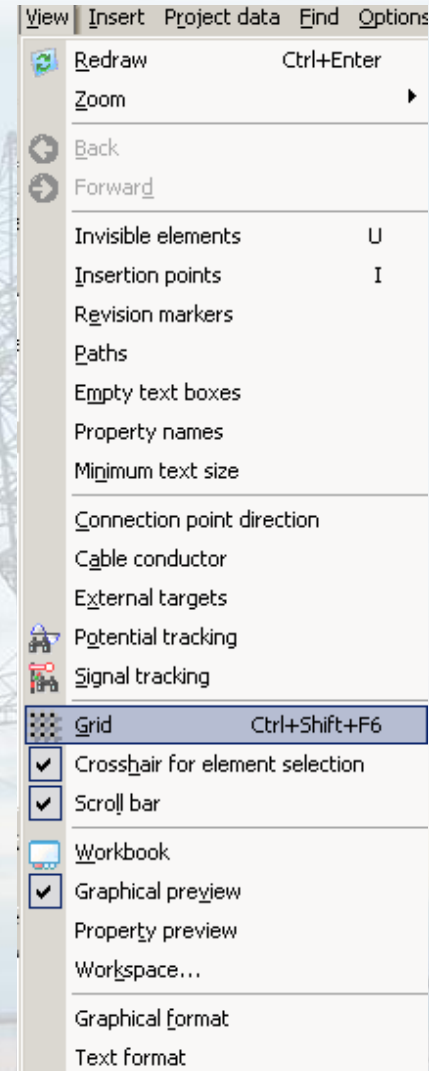 View Insert Project data Find Options
Redraw Ctrl+Enter
Zoom
Back
Forward
Invisible elements U
Insertion points I
Revision markers
Paths
Empty text boxes
Property names
Minimum text size
Connection point direction
Cable conductor
External targets
Potential tracking
Signal tracking
Grid Ctrl+Shift+F6
Crosshair for element selection
Scroll bar
Workbook
Graphical preview
Property preview
Workspace...
Graphical format
Text format